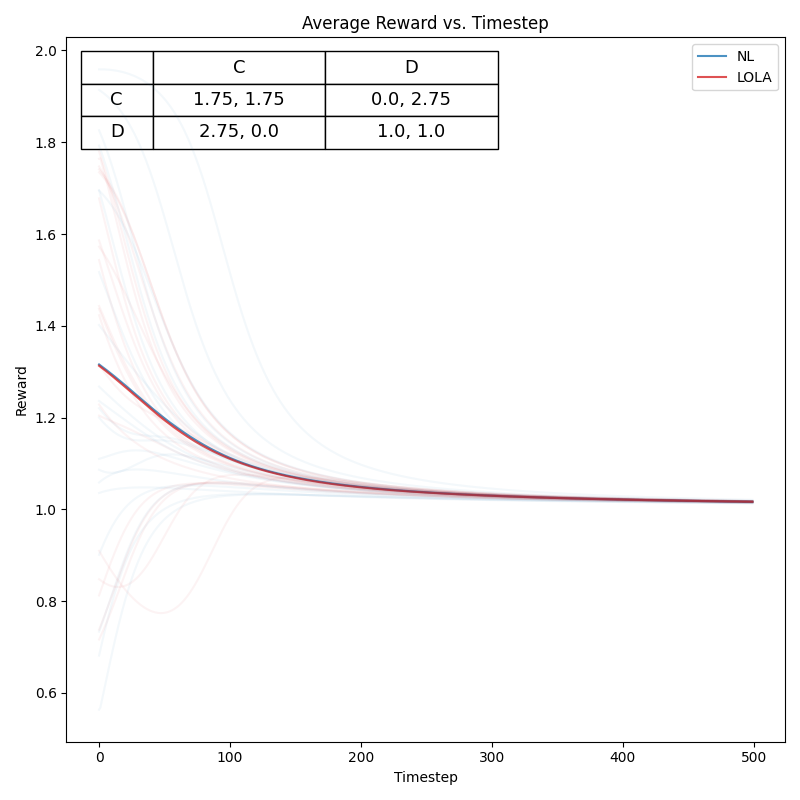 Average Reward vs. Timestep
C D
C 1.75, 1.75 0.0, 2.75
D 2.75, 0.0 1.0, 1.0
NL
LOLA
2.0
1.8
1.6
1.4
1.2
1.0
0.8
0.6
Reward
0 100 200 300 400 500
Timestep